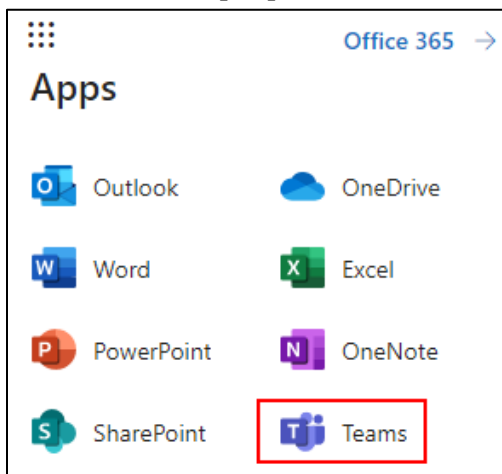 Office 365 →
Apps
Outlook OneDrive
Word Excel
PowerPoint OneNote
SharePoint Teams